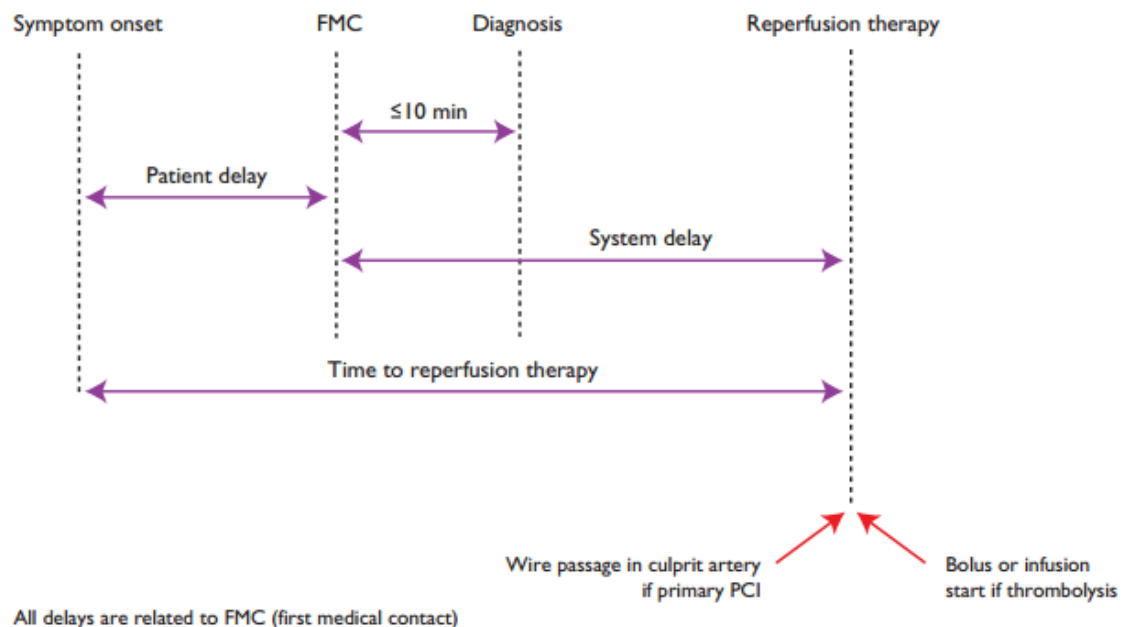 Symptom onset
FMC
Diagnosis
Reperfusion therapy
≤10 min
Patient delay
System delay
Time to reperfusion therapy
Wire passage in culprit artery
if primary PCI
Bolus or infusion
start if thrombolysis
All delays are related to FMC (first medical contact)